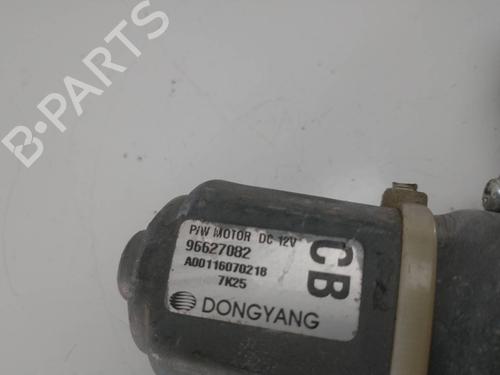 B·PARTS
P/W MOTOR DC 12V
96627082
A00116070218
7K25
CB
DONGYANG